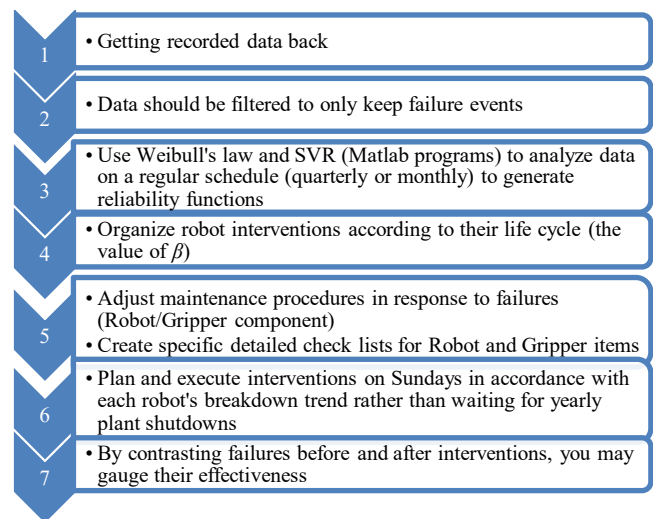 1
• Getting recorded data back
2
• Data should be filtered to only keep failure events
3
• Use Weibull's law and SVR (Matlab programs) to analyze data
on a regular schedule (quarterly or monthly) to generate
reliability functions
4
• Organize robot interventions according to their life cycle (the
value of β)
5
• Adjust maintenance procedures in response to failures
(Robot/Gripper component)
• Create specific detailed check lists for Robot and Gripper items
6
• Plan and execute interventions on Sundays in accordance with
each robot's breakdown trend rather than waiting for yearly
plant shutdowns
7
• By contrasting failures before and after interventions, you may
gauge their effectiveness